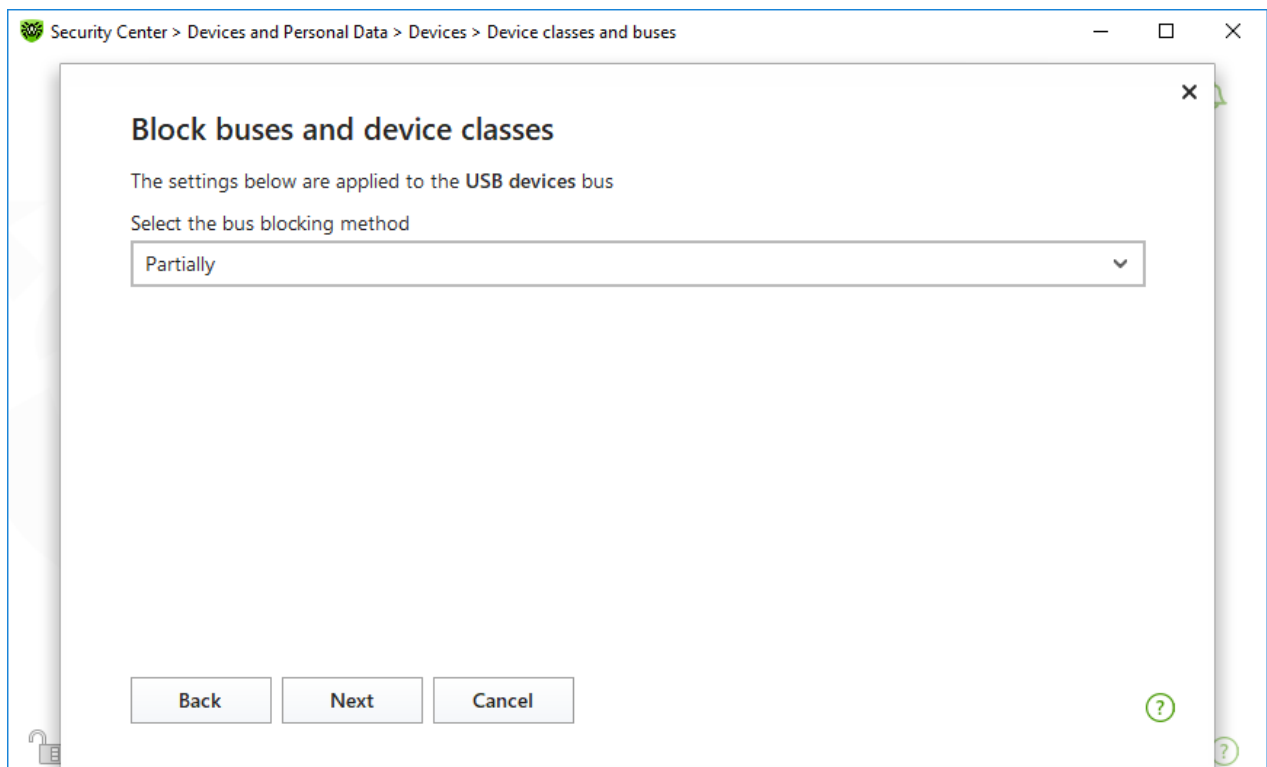 Security Center > Devices and Personal Data > Devices > Device classes and buses
Block buses and device classes
The settings below are applied to the USB devices bus
Select the bus blocking method
Partially
Back Next Cancel
?
?